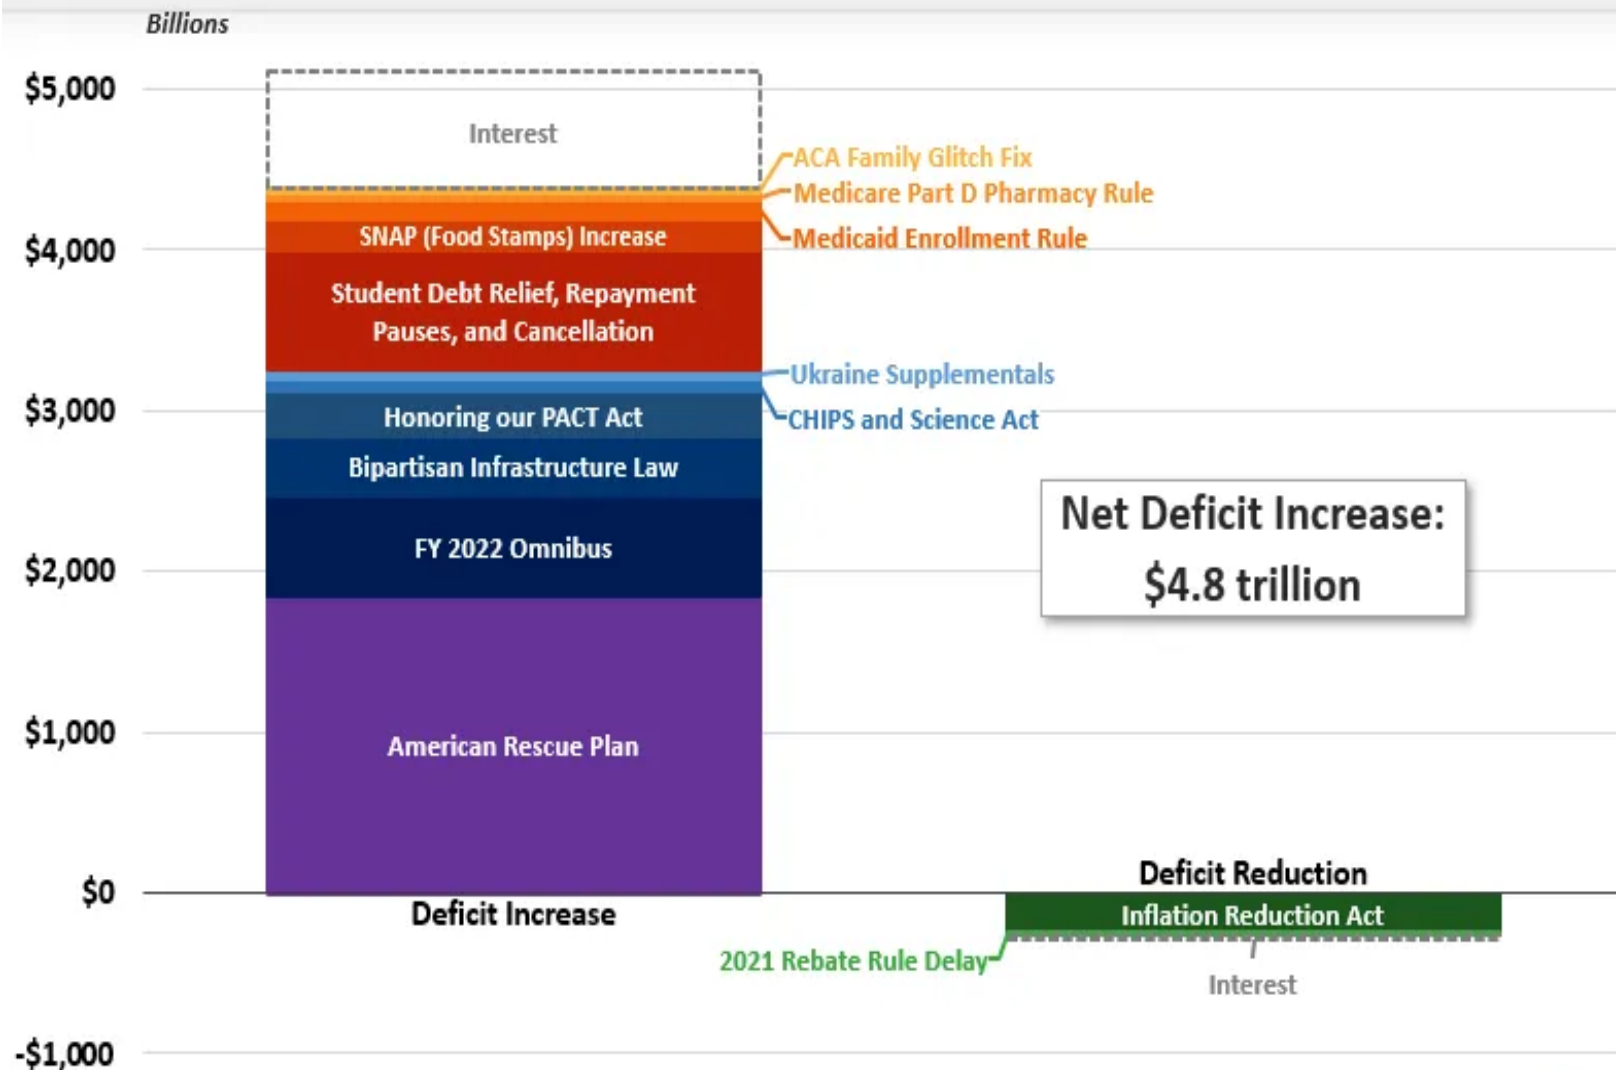 Billions
$5,000
Interest
ACA Family Glitch Fix
Medicare Part D Pharmacy Rule
SNAP (Food Stamps) Increase
Medicaid Enrollment Rule
$4,000
Student Debt Relief, Repayment
Pauses, and Cancellation
Ukraine Supplementals
$3,000
Honoring our PACT Act
CHIPS and Science Act
Bipartisan Infrastructure Law
Net Deficit Increase:
$4.8 trillion
FY 2022 Omnibus
$2,000
$1,000
American Rescue Plan
Deficit Reduction
$0
Deficit Increase
Inflation Reduction Act
2021 Rebate Rule Delay
Interest
-$1,000